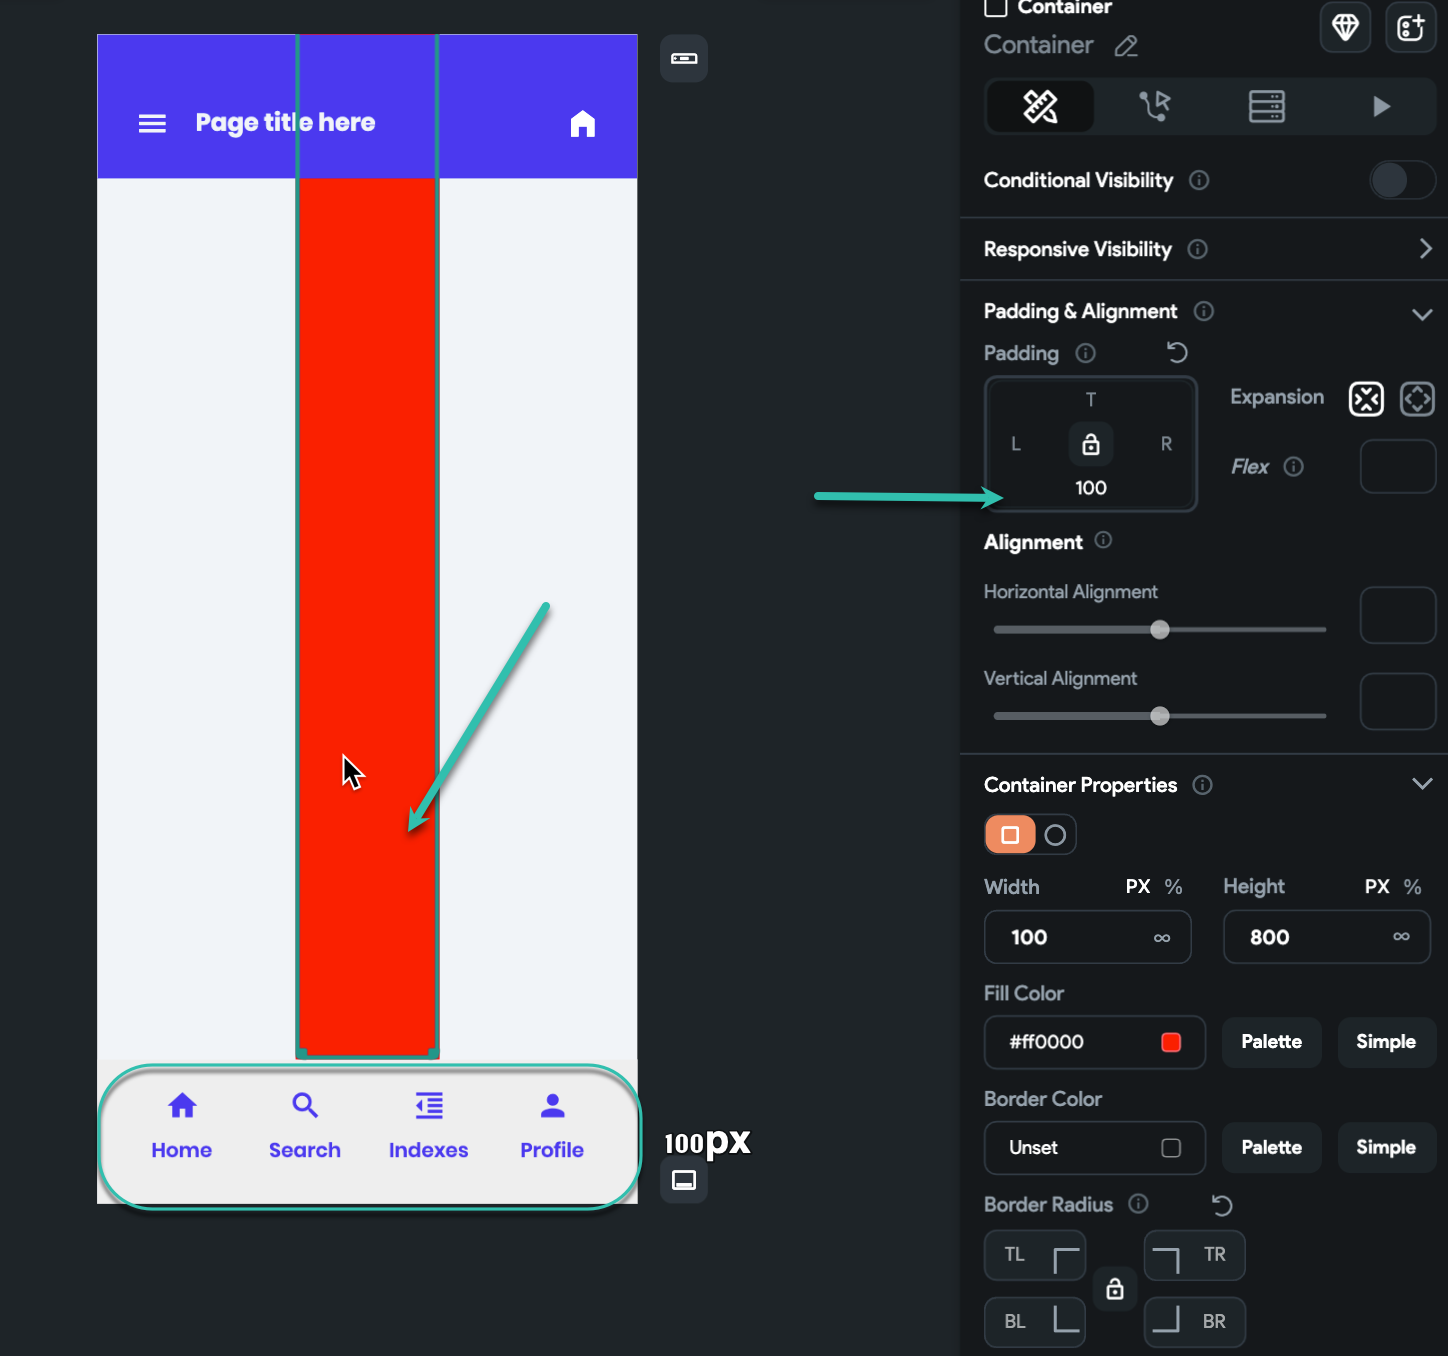 Page title here
Home
Search
Indexes
Profile
100px
Container
Container
Conditional Visibility
Responsive Visibility
Padding & Alignment
Padding
T
L
R
100
Expansion
Flex
Alignment
Horizontal Alignment
Vertical Alignment
Container Properties
Width PX %
Height PX %
100 ∞
800 ∞
Fill Color
#ff0000
Palette
Simple
Border Color
Unset
Palette
Simple
Border Radius
TL
TR
BL
BR